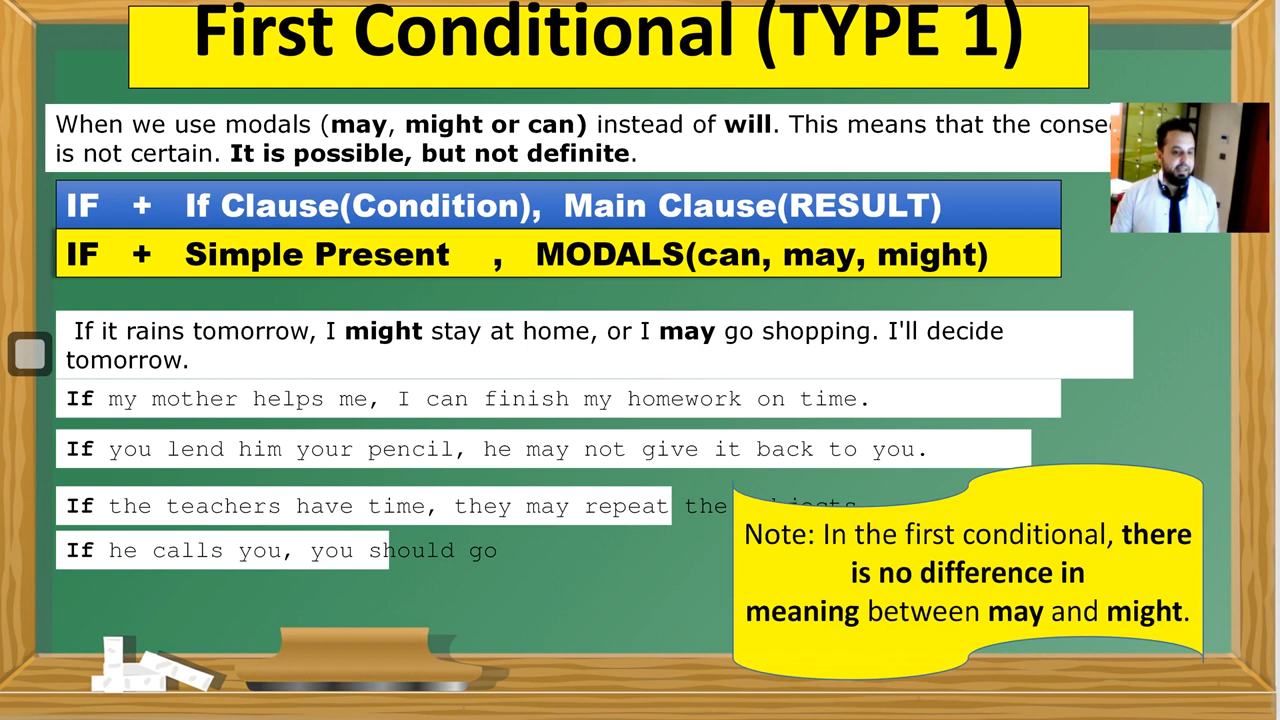 First Conditional (TYPE 1)
When we use modals (may, might or can) instead of will. This means that the
is not certain. It is possible, but not definite.
IF + If Clause(Condition), Main Clause(RESULT)
IF + Simple Present , MODALS(can, may, might)
If it rains tomorrow, I might stay at home, or I may go shopping. I'll decide
tomorrow.
If my mother helps me, I can finish my homework on time.
If you lend him your pencil, he may not give it back to you.
If the teachers have time, they may repeat the
If he calls you, you should go
Note: In the first conditional, there
is no difference in
meaning between may and might.